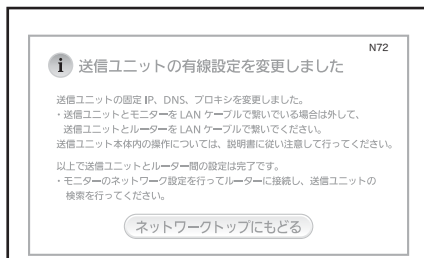 N72
i 送信ユニットの有線設定を変更しました
送信ユニットの固定 IP、DNS、プロキシを変更しました。
・送信ユニットとモニターを LAN ケーブルで繋いでいる場合は外して、
送信ユニットとルーターを LAN ケーブルで繋いでください。
送信ユニット本体内の操作については、説明書に従い注意して行ってください。
以上で送信ユニットとルーター間の設定は完了です。
・モニターのネットワーク設定を行ってルーターに接続し、送信ユニットの
検索を行ってください。
ネットワークトップにもどる